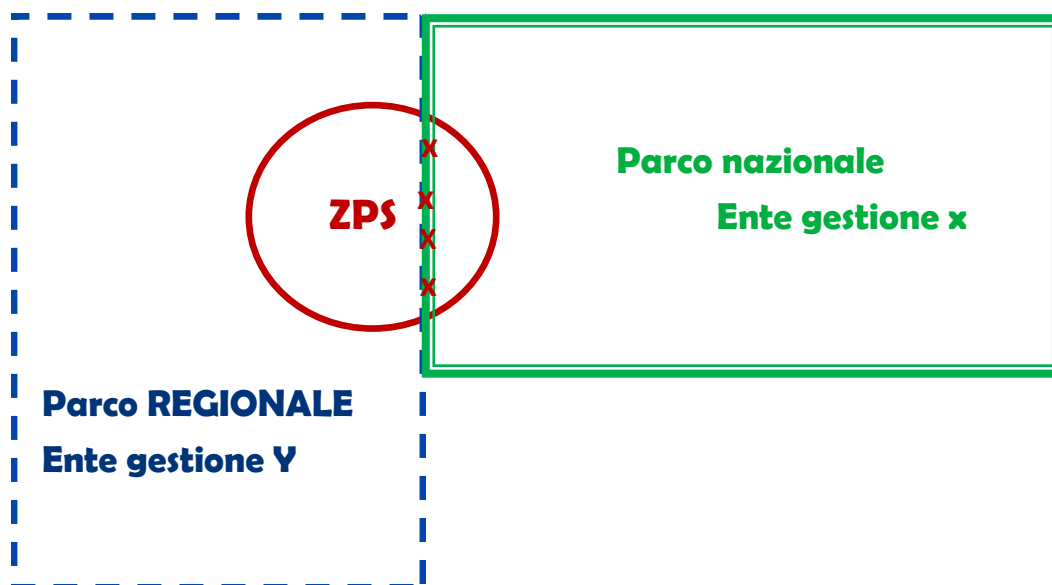 x
Parco nazionale
x
ZPS
Ente gestione x
x
x
Parco REGIONALE
Ente gestione Y